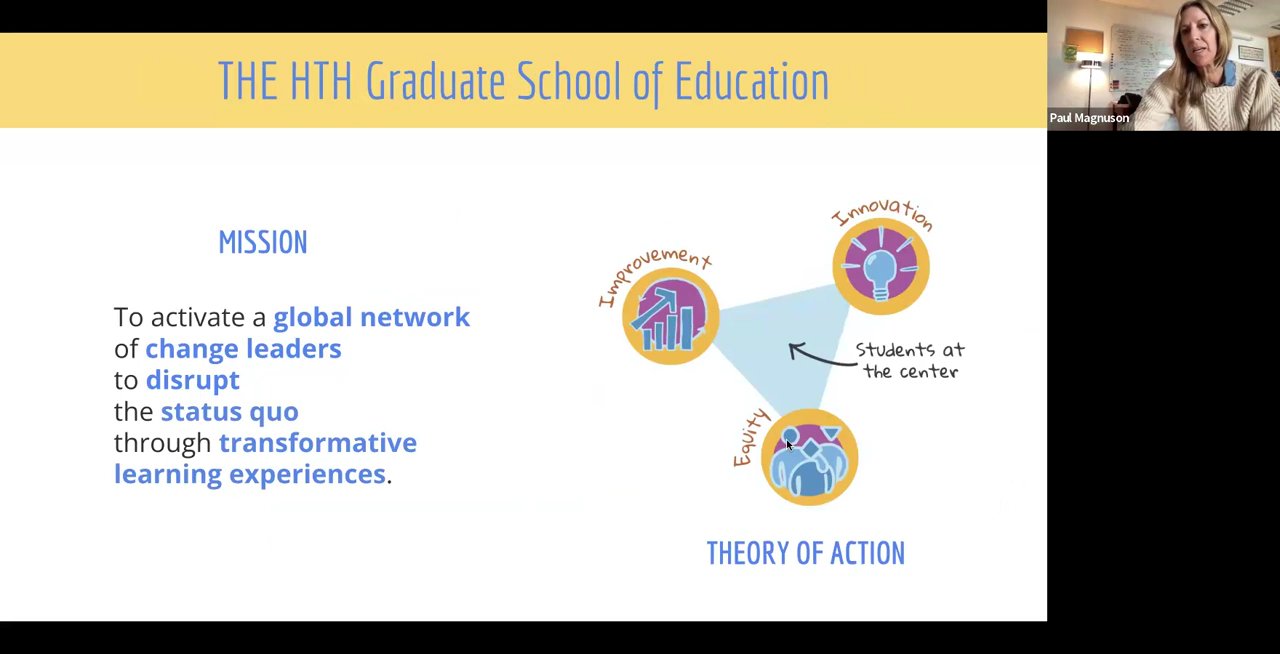 THE HTH Graduate School of Education
Paul Magnuson
MISSION
To activate a global network
of change leaders
to disrupt
the status quo
through transformative
learning experiences.
Improvement
Innovation
Students at
the center
Equity
THEORY OF ACTION